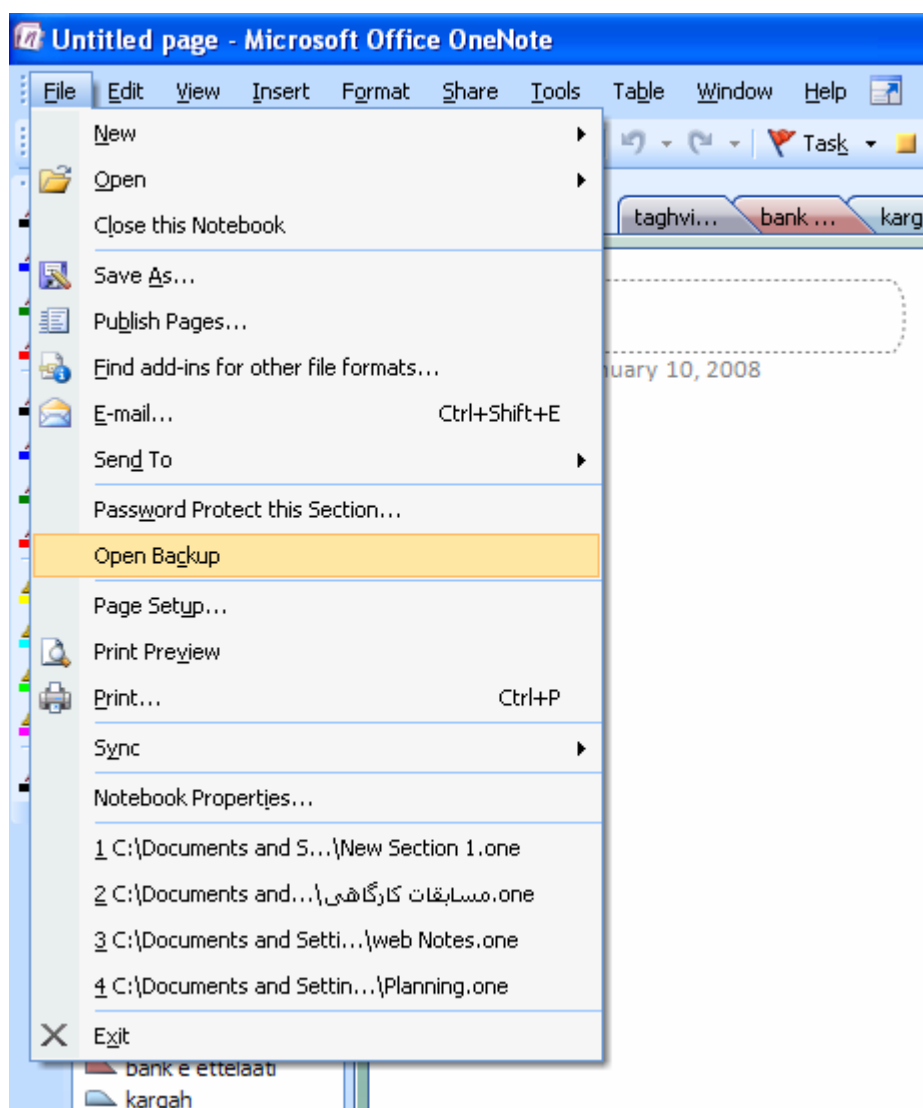 Untitled page - Microsoft Office OneNote
File Edit View Insert Format Share Tools Table Window Help
New
Task
Open
Close this Notebook
taghvi... bank ... karg
Save As...
Publish Pages...
Find add-ins for other file formats...
nuary 10, 2008
E-mail... Ctrl+Shift+E
Send To
Password Protect this Section...
Open Backup
Page Setup...
Print Preview
Print... Ctrl+P
Sync
Notebook Properties...
1 C:\Documents and S...\New Section 1.one
2 C:\Documents and...\مسابقات کارگاهی.one
3 C:\Documents and Setti...\web Notes.one
4 C:\Documents and Settin...\Planning.one
Exit
bank e ettelaati
kargah